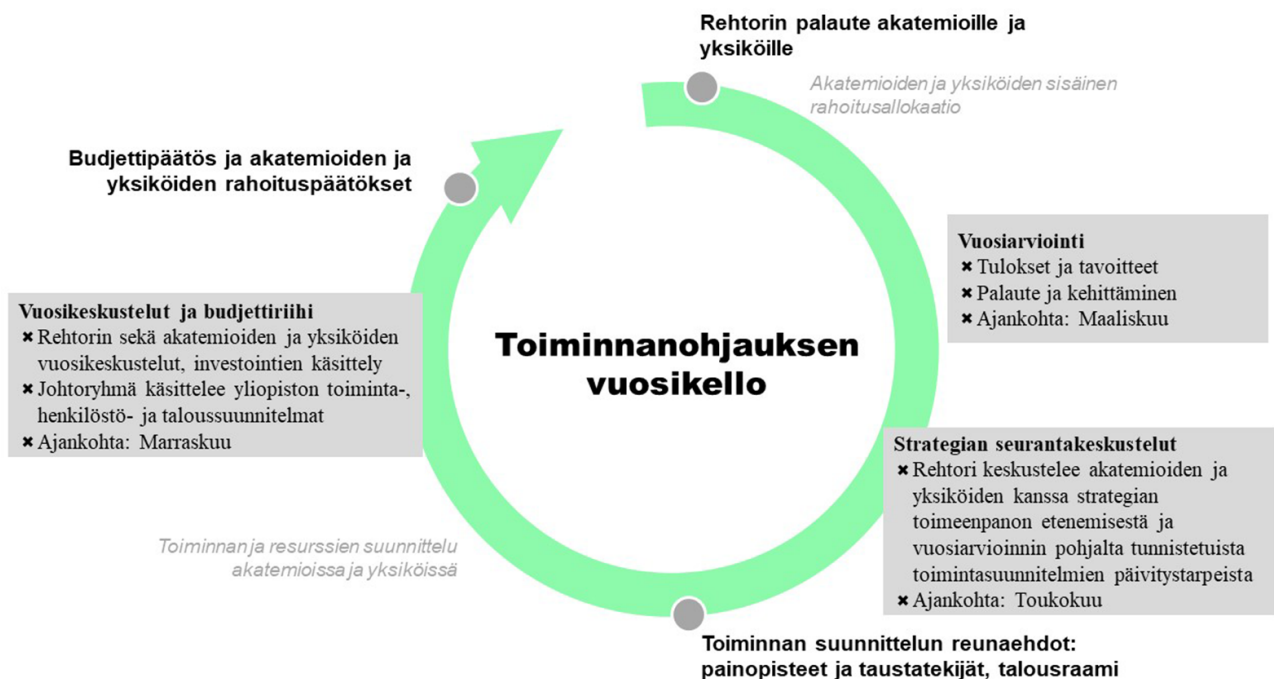 Rehtorin palaute akatemioille ja
yksiköille
Akatemioiden ja yksiköiden sisäinen
rahoitusallokaatio
Budjettipäätös ja akatemioiden ja
yksiköiden rahoituspäätökset
Vuosiarviointi
✖ Tulokset ja tavoitteet
✖ Palaute ja kehittäminen
✖ Ajankohta: Maaliskuu
Vuosikeskustelut ja budjettiriihi
✖ Rehtorin sekä akatemioiden ja yksiköiden
vuosikeskustelut, investointien käsittely
✖ Johtoryhmä käsittelee yliopiston toiminta-,
henkilöstö- ja taloussuunnitelmat
✖ Ajankohta: Marraskuu
Toiminnanohjauksen
vuosikello
Strategian seurantakeskustelut
✖ Rehtori keskustelee akatemioiden ja
yksiköiden kanssa strategian
toimeenpanon etenemisestä ja
vuosiarvioinnin pohjalta tunnistetuista
toimintasuunnitelmien päivitystarpeista
✖ Ajankohta: Toukokuu
Toiminnan ja resurssien suunnittelu
akatemioissa ja yksiköissä
Toiminnan suunnittelun reunaehdot:
painopisteet ja taustatekijät, talousraami